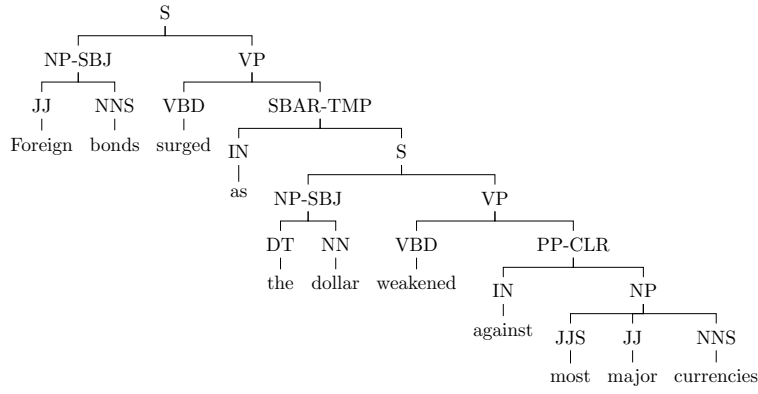 S
NP-SBJ VP
JJ NNS VBD SBAR-TMP
Foreign bonds surged IN S
as NP-SBJ VP
DT NN VBD PP-CLR
the dollar weakened IN NP
against JJS JJ NNS
most major currencies